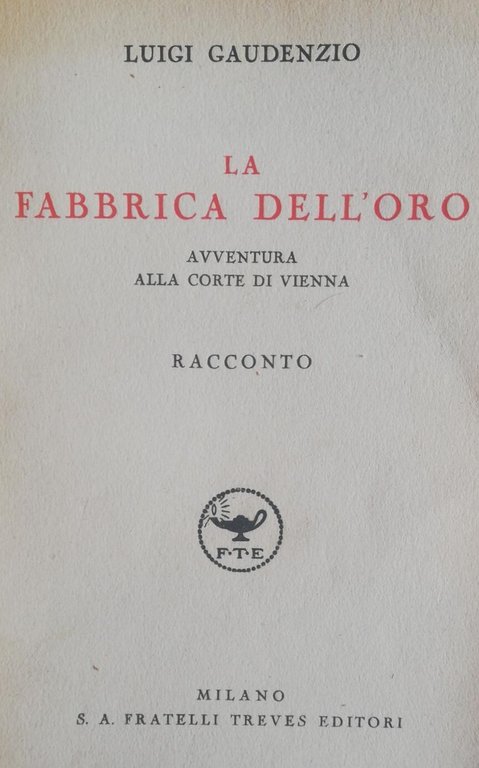 LUIGI GAUDENZIO
LA
FABBRICA DELL'ORO
AVVENTURA
ALLA CORTE DI VIENNA
RACCONTO
F·T·E
MILANO
S. A. FRATELLI TREVES EDITORI